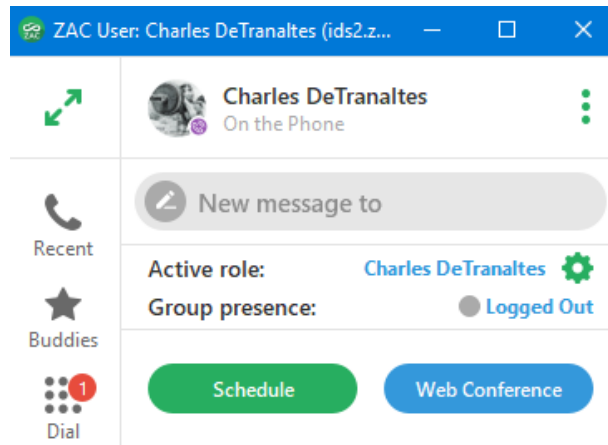 ZAC User: Charles DeTranaltes (ids2.z...
Charles DeTranaltes
On the Phone
New message to
Recent
Active role: Charles DeTranaltes
Group presence: Logged Out
Buddies
Schedule Web Conference
1
Dial